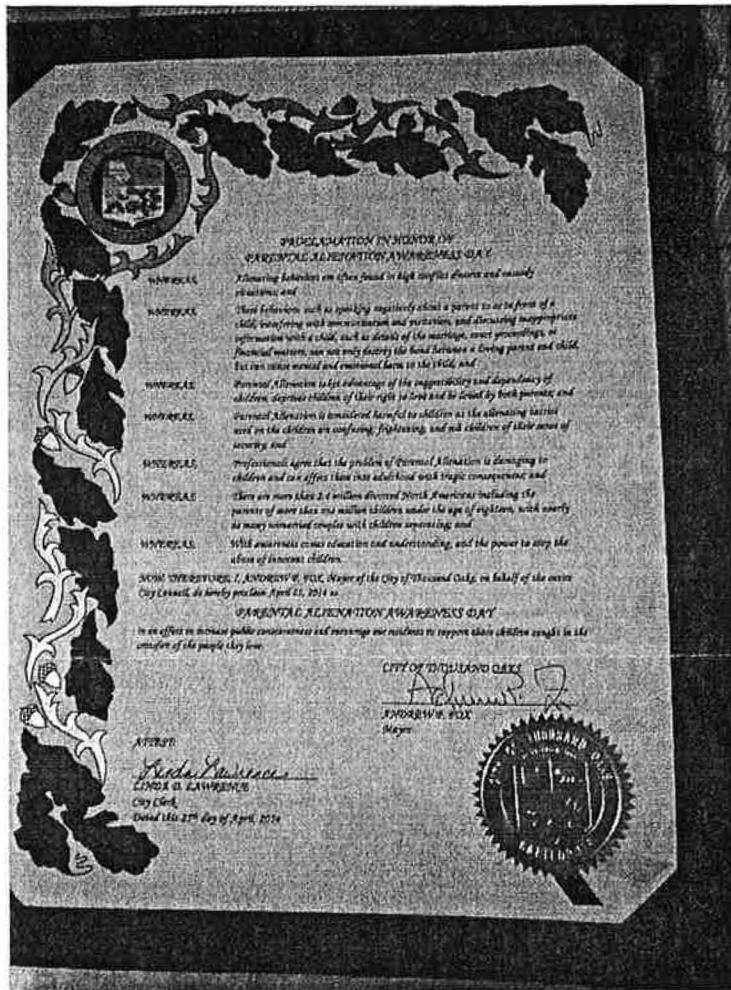 PROCLAMATION IN HONOR OF
PARENTAL ALIENATION AWARENESS DAY
WHEREAS, Alienating behaviors are often found in high conflict divorce and custody
situations; and
WHEREAS, These behaviors such as speaking negatively about a parent to or in front of a
child, interfering with communication and visitation, and discussing inappropriate
information with a child, such as details of the marriage, court proceedings, or
financial matters, can not only destroy the bond between a loving parent and child,
but can cause mental and emotional harm to the child; and
WHEREAS, Parental Alienation takes advantage of the suggestibility and dependency of
children, deprives children of their right to love and be loved by both parents; and
WHEREAS, Parental Alienation is considered harmful to children as the alienating tactics
used on the children are confusing, frightening, and rob children of their sense of
security; and
WHEREAS, Professionals agree that the problem of Parental Alienation is damaging to
children and can affect them into adulthood with tragic consequences; and
WHEREAS, There are more than 2.4 million divorced North Americans including the
parents of more than one million children under the age of eighteen, with nearly
as many unmarried couples with children separating; and
WHEREAS, With awareness comes education and understanding, and the power to stop the
abuse of innocent children.
NOW THEREFORE, I, ANDREW P. FOX, Mayor of the City of Thousand Oaks, on behalf of the entire
City Council, do hereby proclaim April 25, 2014 as
PARENTAL ALIENATION AWARENESS DAY
in an effort to increase public consciousness and encourage our residents to support those children caught in the
crossfire of the people they love.
CITY OF THOUSAND OAKS
ANDREW P. FOX
Mayor
ATTEST:
Linda Lawrence
LINDA D. LAWRENCE
City Clerk
Dated this 25th day of April, 2014
CITY OF THOUSAND OAKS
CALIFORNIA